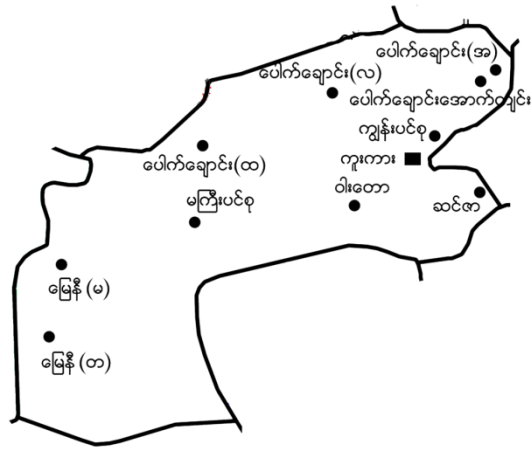 ပေါက်ချောင်း(အ)
ပေါက်ချောင်း(လ)
ပေါက်ချောင်းအောက်ကျင်း
ကျွန်းပင်စု
ပေါက်ချောင်း(ထ)
ကူးကား
မကြီးပင်စု
ဝါးတော
ဆင်ဇာ
မြေနီ (မ)
မြေနီ (တ)